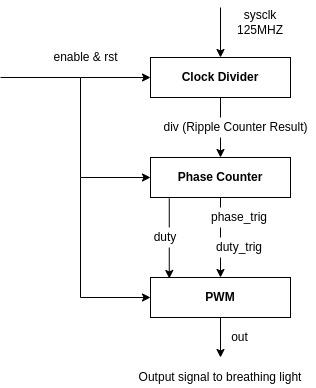 sysclk
125MHZ
enable & rst
Clock Divider
div (Ripple Counter Result)
Phase Counter
phase_trig
duty
duty_trig
PWM
out
Output signal to breathing light